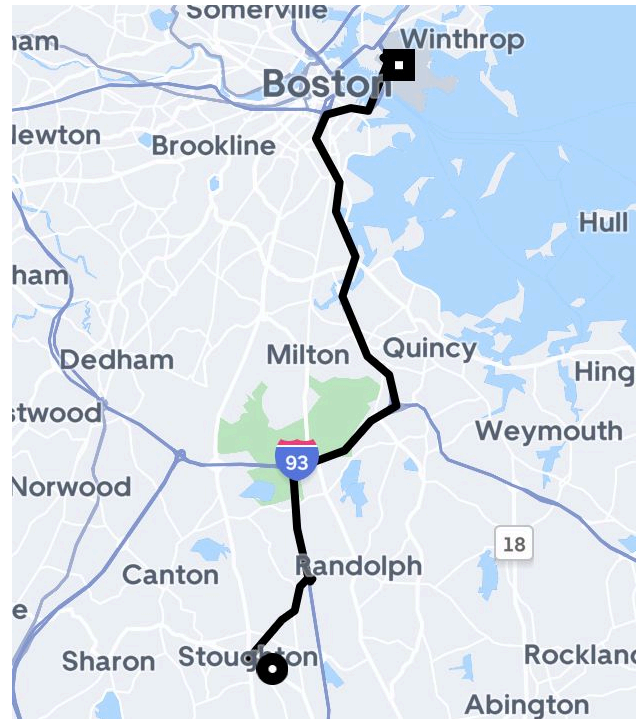 Somerville
ham
Winthrop
Boston
Newton
Brookline
Hull
ham
Milton
Quincy
Dedham
Hing
stwood
Weymouth
93
Norwood
18
Randolph
Canton
e
Sharon
Stoughton
Rockland
Abington